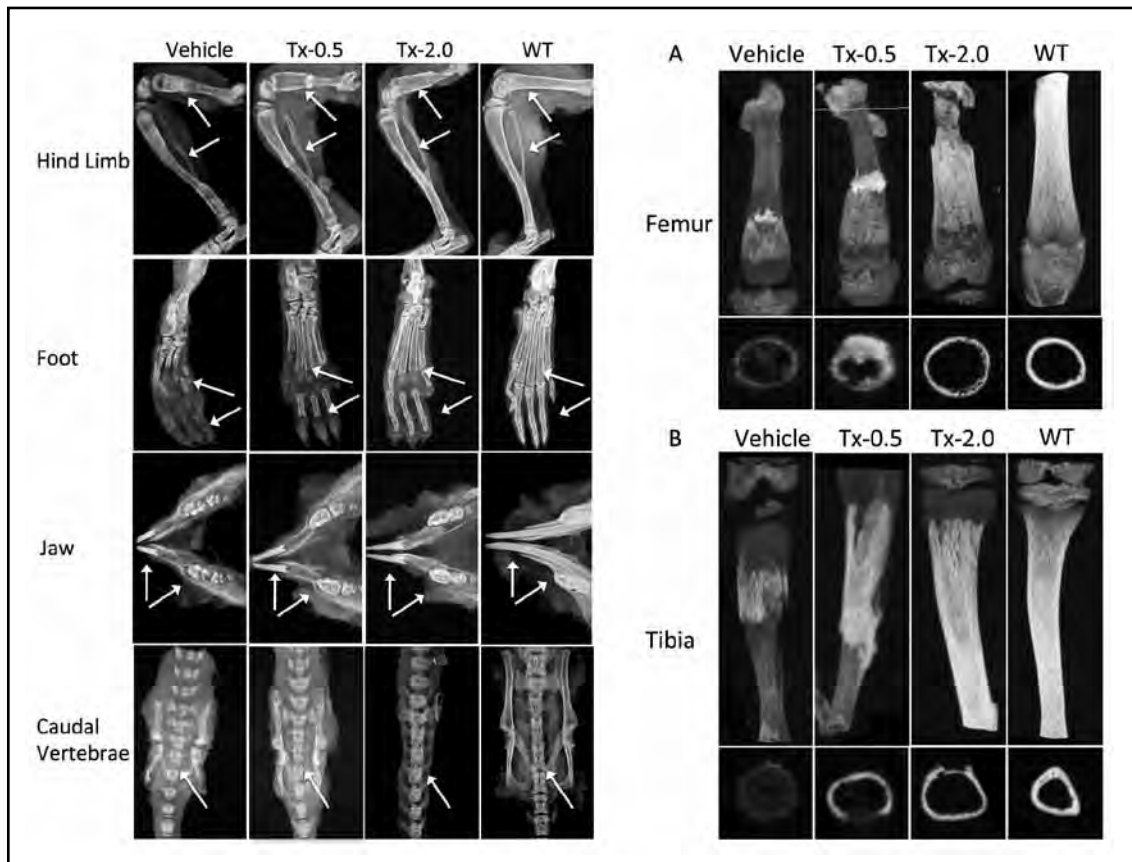 Vehicle Tx-0.5 Tx-2.0 WT
Hind Limb
Foot
Jaw
Caudal
Vertebrae
A Vehicle Tx-0.5 Tx-2.0 WT
Femur
B Vehicle Tx-0.5 Tx-2.0 WT
Tibia